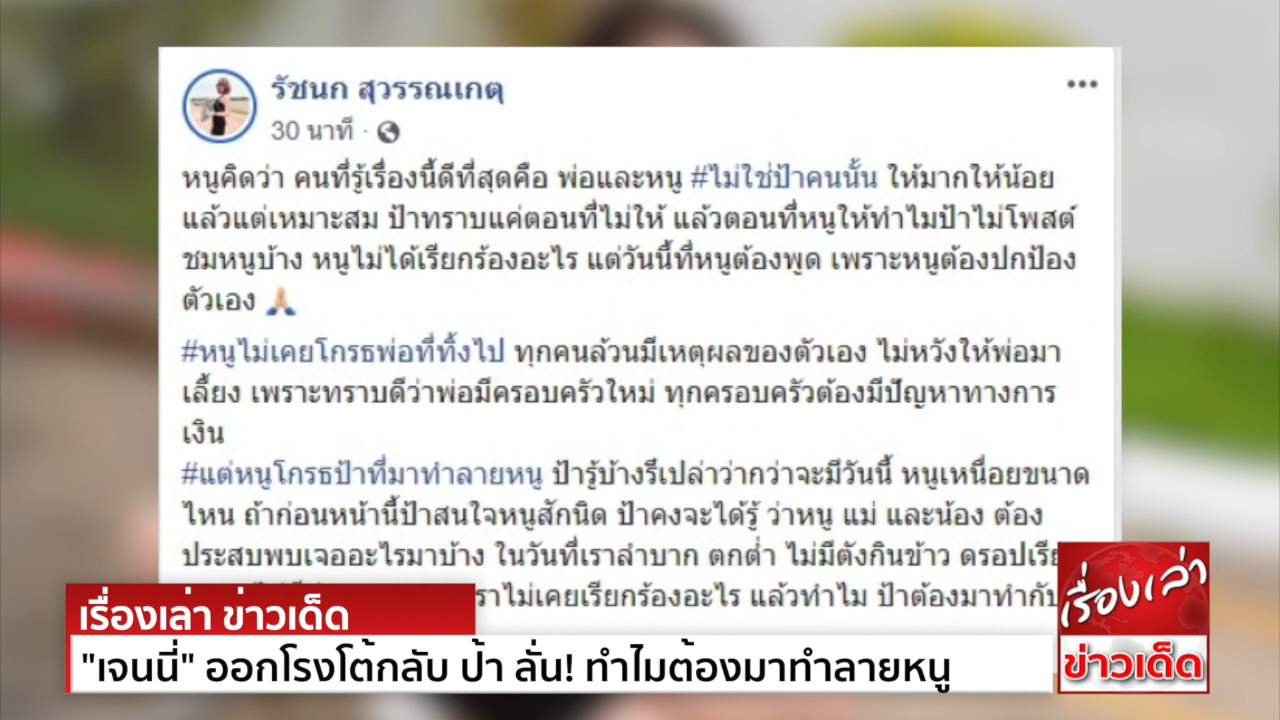 รัชนก สุวรรณเกตุ
30 นาที ·
หนูคิดว่า คนที่รู้เรื่องนี้ดีที่สุดคือ พ่อและหนู #ไม่ใช่ป้าคนนั้น ให้มากให้น้อย
แล้วแต่เหมาะสม ป้าทราบแค่ตอนที่ไม่ให้ แล้วตอนที่หนูให้ทำไมป้าไม่โพสต์
ชมหนูบ้าง หนูไม่ได้เรียกร้องอะไร แต่วันนี้ที่หนูต้องพูด เพราะหนูต้องปกป้อง
ตัวเอง 🙏🏼
#หนูไม่เคยโกรธพ่อที่ทิ้งไป ทุกคนล้วนมีเหตุผลของตัวเอง ไม่หวังให้พ่อมา
เลี้ยง เพราะทราบดีว่าพ่อมีครอบครัวใหม่ ทุกครอบครัวต้องมีปัญหาทางการ
เงิน
#แต่หนูโกรธป้าที่มาทำลายหนู ป้ารู้บ้างรึเปล่าว่ากว่าจะมีวันนี้ หนูเหนื่อยขนาด
ไหน ถ้าก่อนหน้านี้ป้าสนใจหนูสักนิด ป้าคงจะได้รู้ ว่าหนู แม่ และน้อง ต้อง
ประสบพบเจออะไรมาบ้าง ในวันที่เราลำบาก ตกต่ำ ไม่มีตังกินข้าว ดรอปเรี
ราไม่เคยเรียกร้องอะไร แล้วทำไม ป้าต้องมาทำกับ
เรื่องเล่า ข่าวเด็ด
"เจนนี่" ออกโรงโต้กลับ ป้า ลั่น! ทำไมต้องมาทำลายหนู
เรื่องเล่า
ข่าวเด็ด